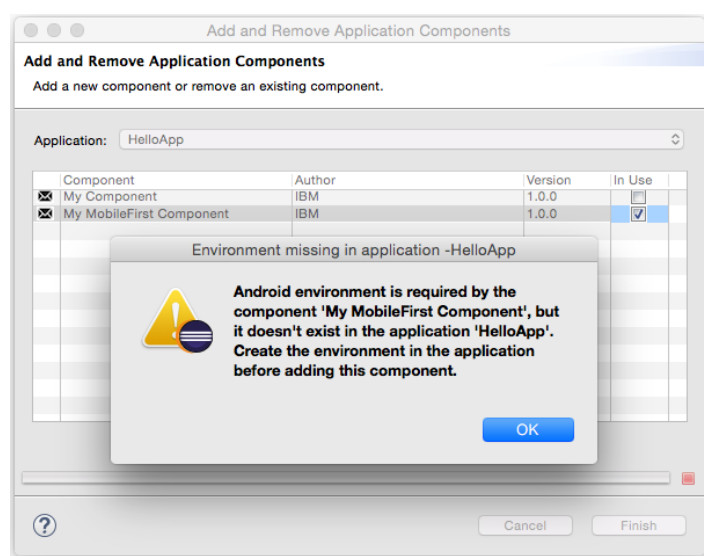 Add and Remove Application Components
Add and Remove Application Components
Add a new component or remove an existing component.
Application: HelloApp
Component Author Version In Use
My Component IBM 1.0.0
My MobileFirst Component IBM 1.0.0
Environment missing in application -HelloApp
Android environment is required by the
component 'My MobileFirst Component', but
it doesn't exist in the application 'HelloApp'.
Create the environment in the application
before adding this component.
OK
?
Cancel Finish